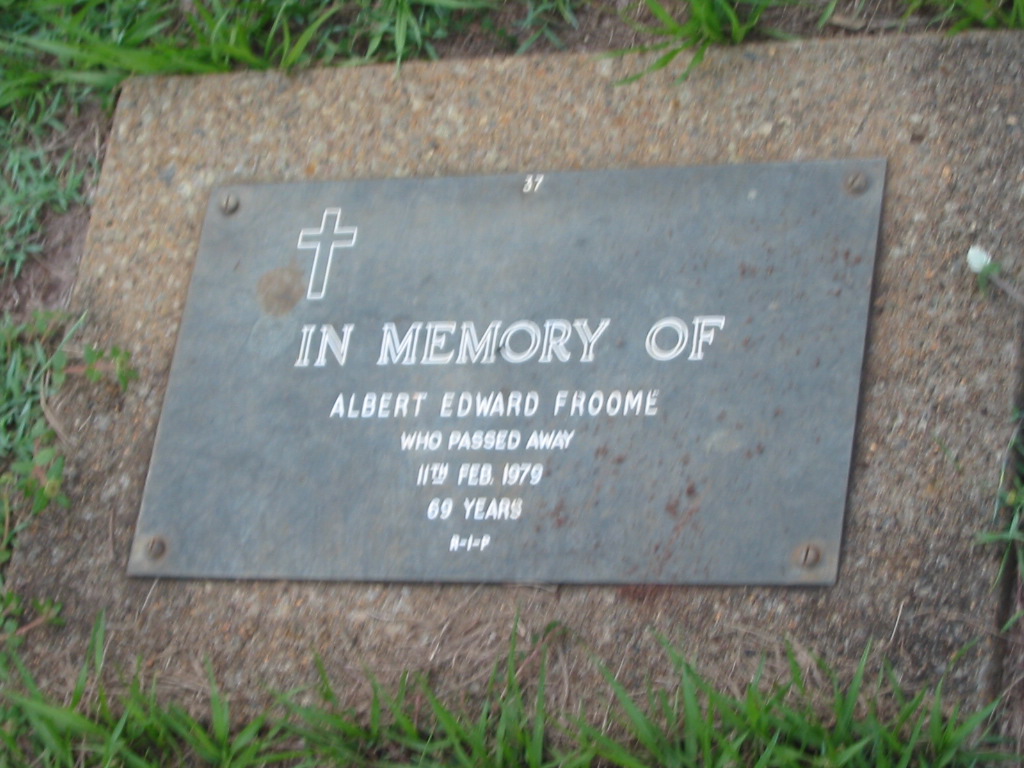 37
IN MEMORY OF
ALBERT EDWARD FROOME
WHO PASSED AWAY
11TH FEB. 1979
69 YEARS
R-I-P